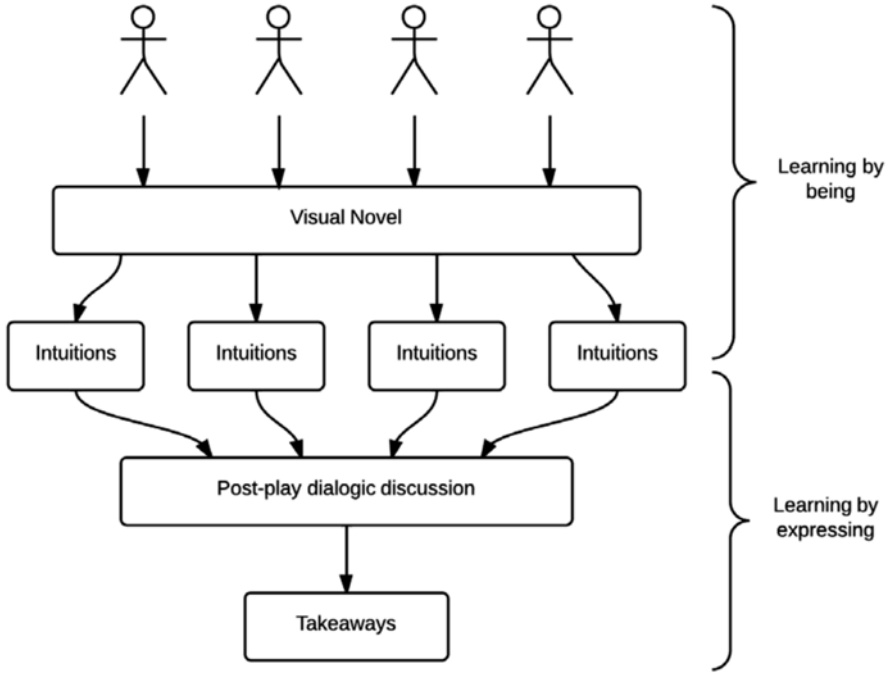 Learning by
being
Visual Novel
Intuitions
Intuitions
Intuitions
Intuitions
Post-play dialogic discussion
Learning by
expressing
Takeaways